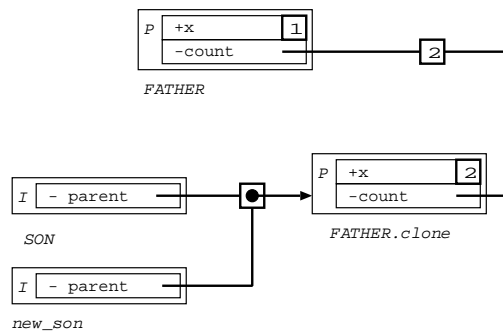 P +x 1
-count 2
FATHER
P +x 2
I - parent -count
SON FATHER.clone
I - parent
new_son